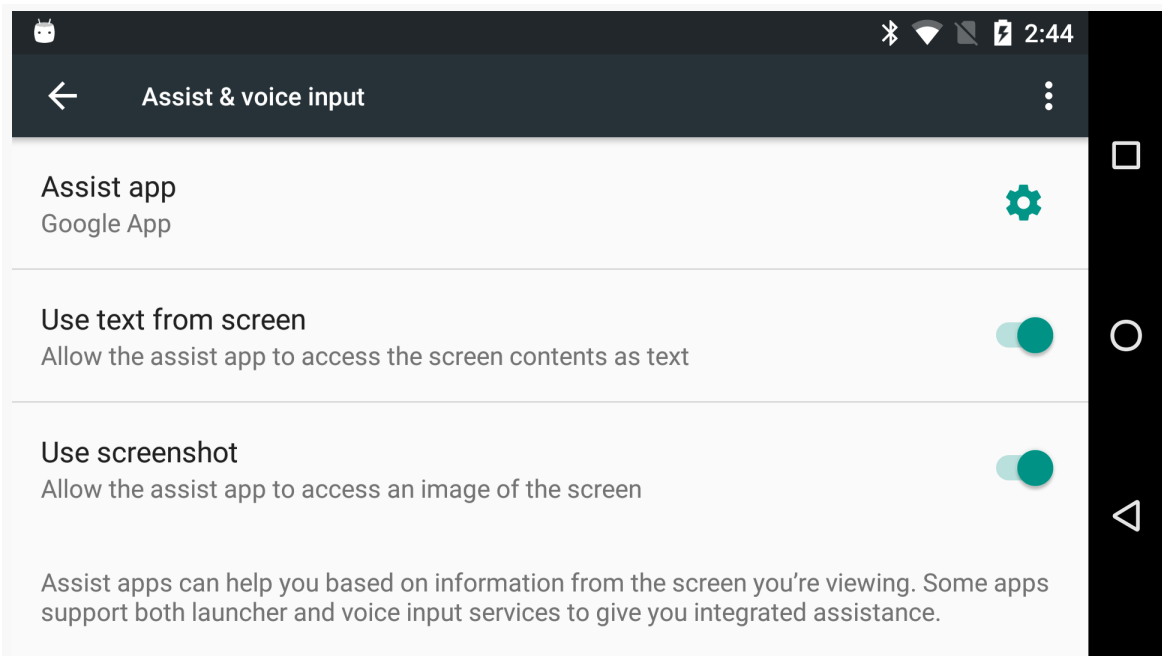 2:44
Assist & voice input
Assist app
Google App
Use text from screen
Allow the assist app to access the screen contents as text
Use screenshot
Allow the assist app to access an image of the screen
Assist apps can help you based on information from the screen you’re viewing. Some apps
support both launcher and voice input services to give you integrated assistance.